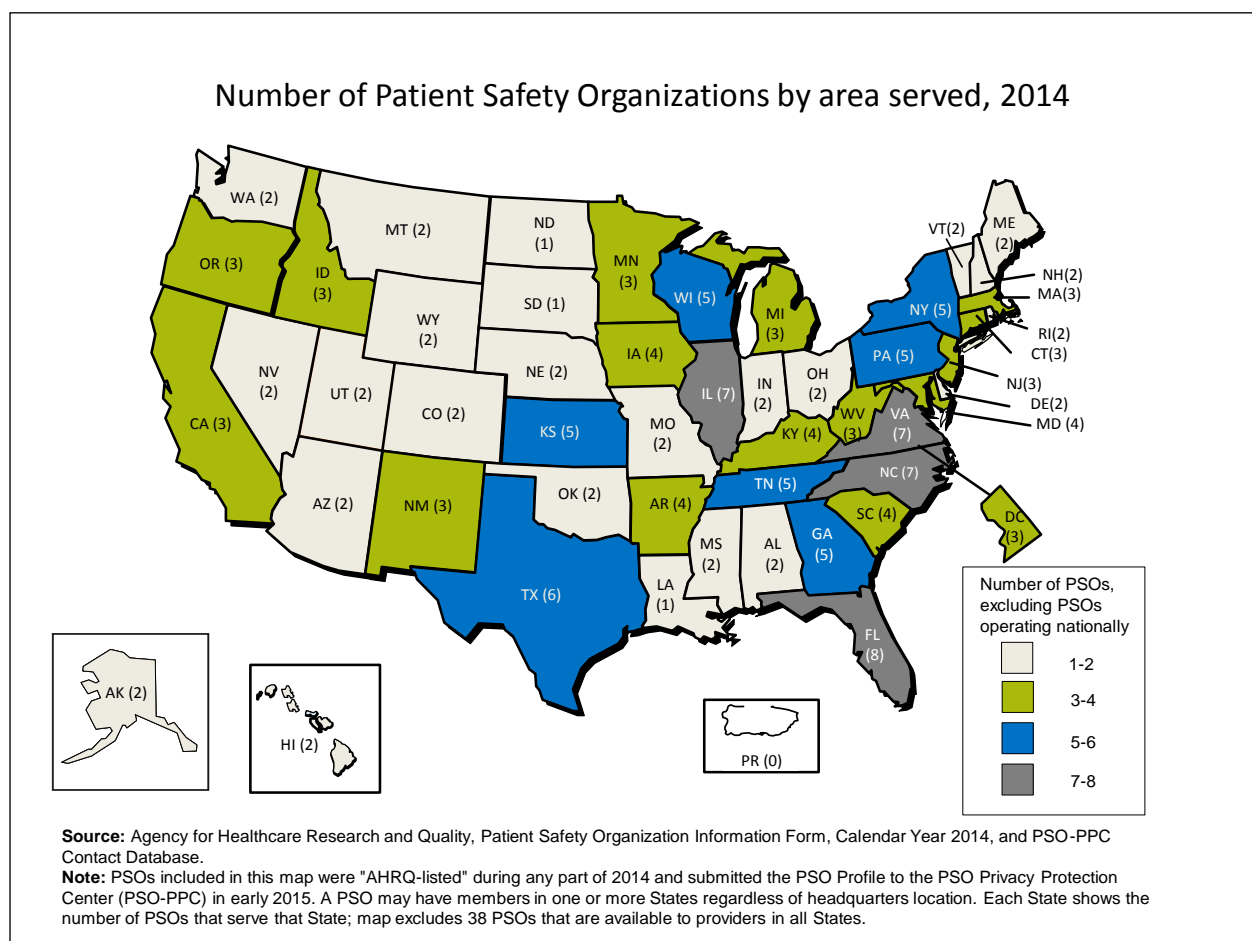 Number of Patient Safety Organizations by area served, 2014
WA (2)
MT (2)
ND
(1)
MN
(3)
VT(2)
ME
(2)
OR (3)
ID
(3)
NH(2)
MA(3)
SD (1)
WI (5)
NY (5)
MI
(3)
WY
(2)
RI(2)
CT(3)
IA (4)
PA (5)
NE (2)
NV
(2)
UT (2)
CO (2)
IL (7)
IN
(2)
OH
(2)
NJ(3)
DE(2)
MD (4)
CA (3)
KS (5)
MO
(2)
KY (4)
WV
(3)
VA
(7)
AZ (2)
NM (3)
OK (2)
AR (4)
TN (5)
NC (7)
SC (4)
DC
(3)
MS
(2)
AL
(2)
GA
(5)
TX (6)
LA
(1)
FL
(8)
AK (2)
HI (2)
PR (0)
Number of PSOs,
excluding PSOs
operating nationally
1-2
3-4
5-6
7-8
Source: Agency for Healthcare Research and Quality, Patient Safety Organization Information Form, Calendar Year 2014, and PSO-PPC
Contact Database.
Note: PSOs included in this map were "AHRQ-listed" during any part of 2014 and submitted the PSO Profile to the PSO Privacy Protection
Center (PSO-PPC) in early 2015. A PSO may have members in one or more States regardless of headquarters location. Each State shows the
number of PSOs that serve that State; map excludes 38 PSOs that are available to providers in all States.